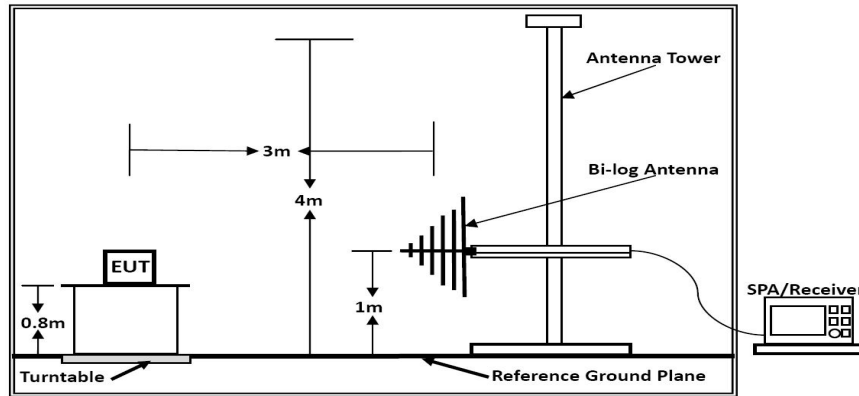 Antenna Tower
3m
Bi-log Antenna
4m
EUT
SPA/Receiver
0.8m
1m
Turntable
Reference Ground Plane